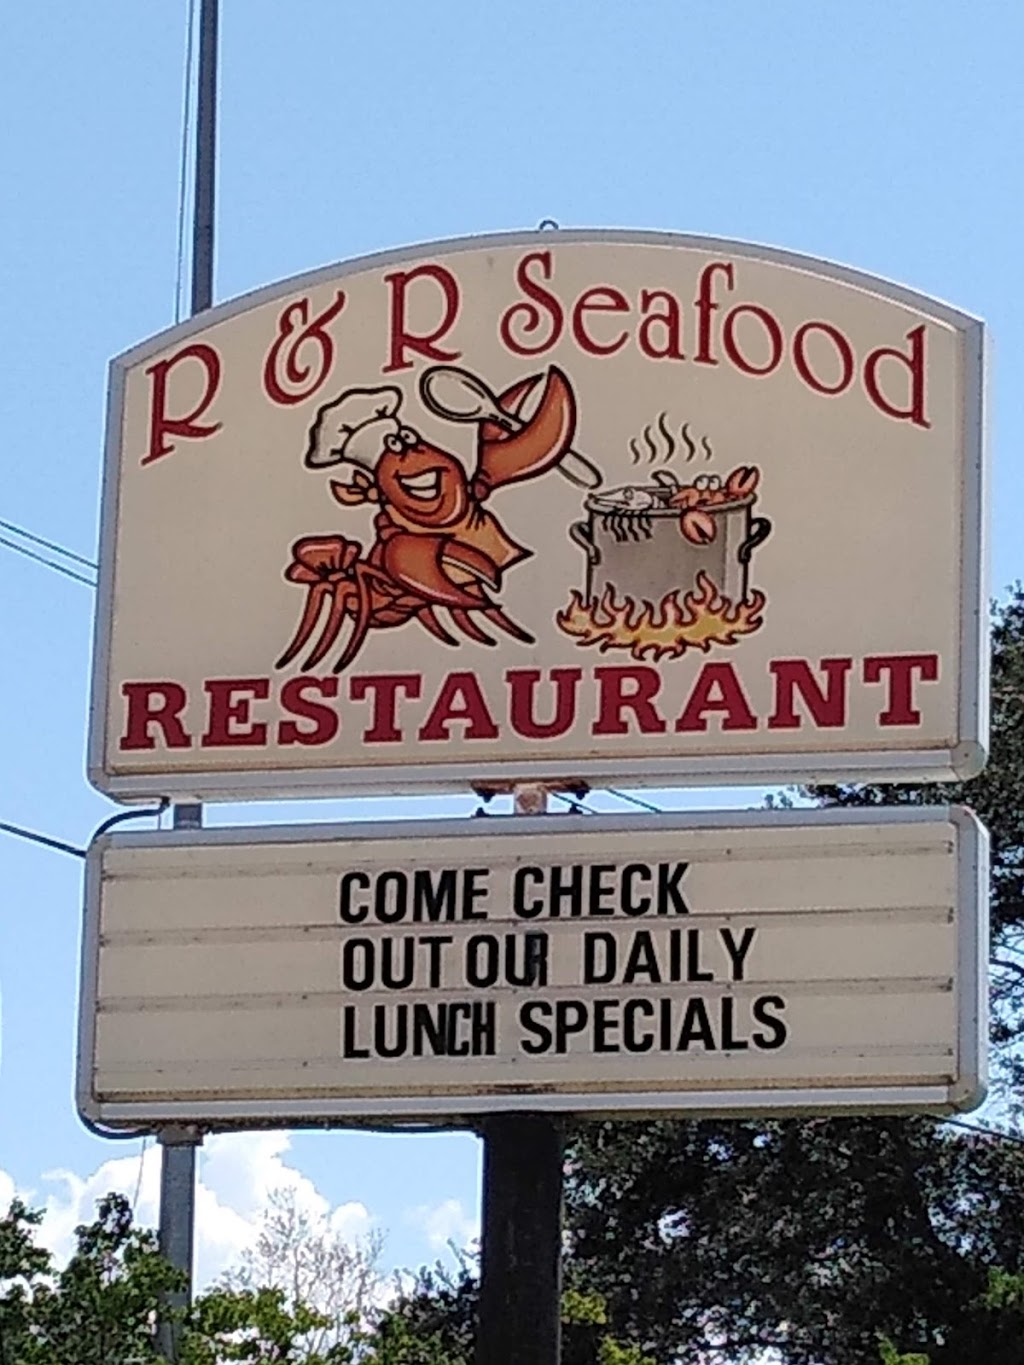 R & R Seafood
RESTAURANT
COME CHECK
OUT OUR DAILY
LUNCH SPECIALS